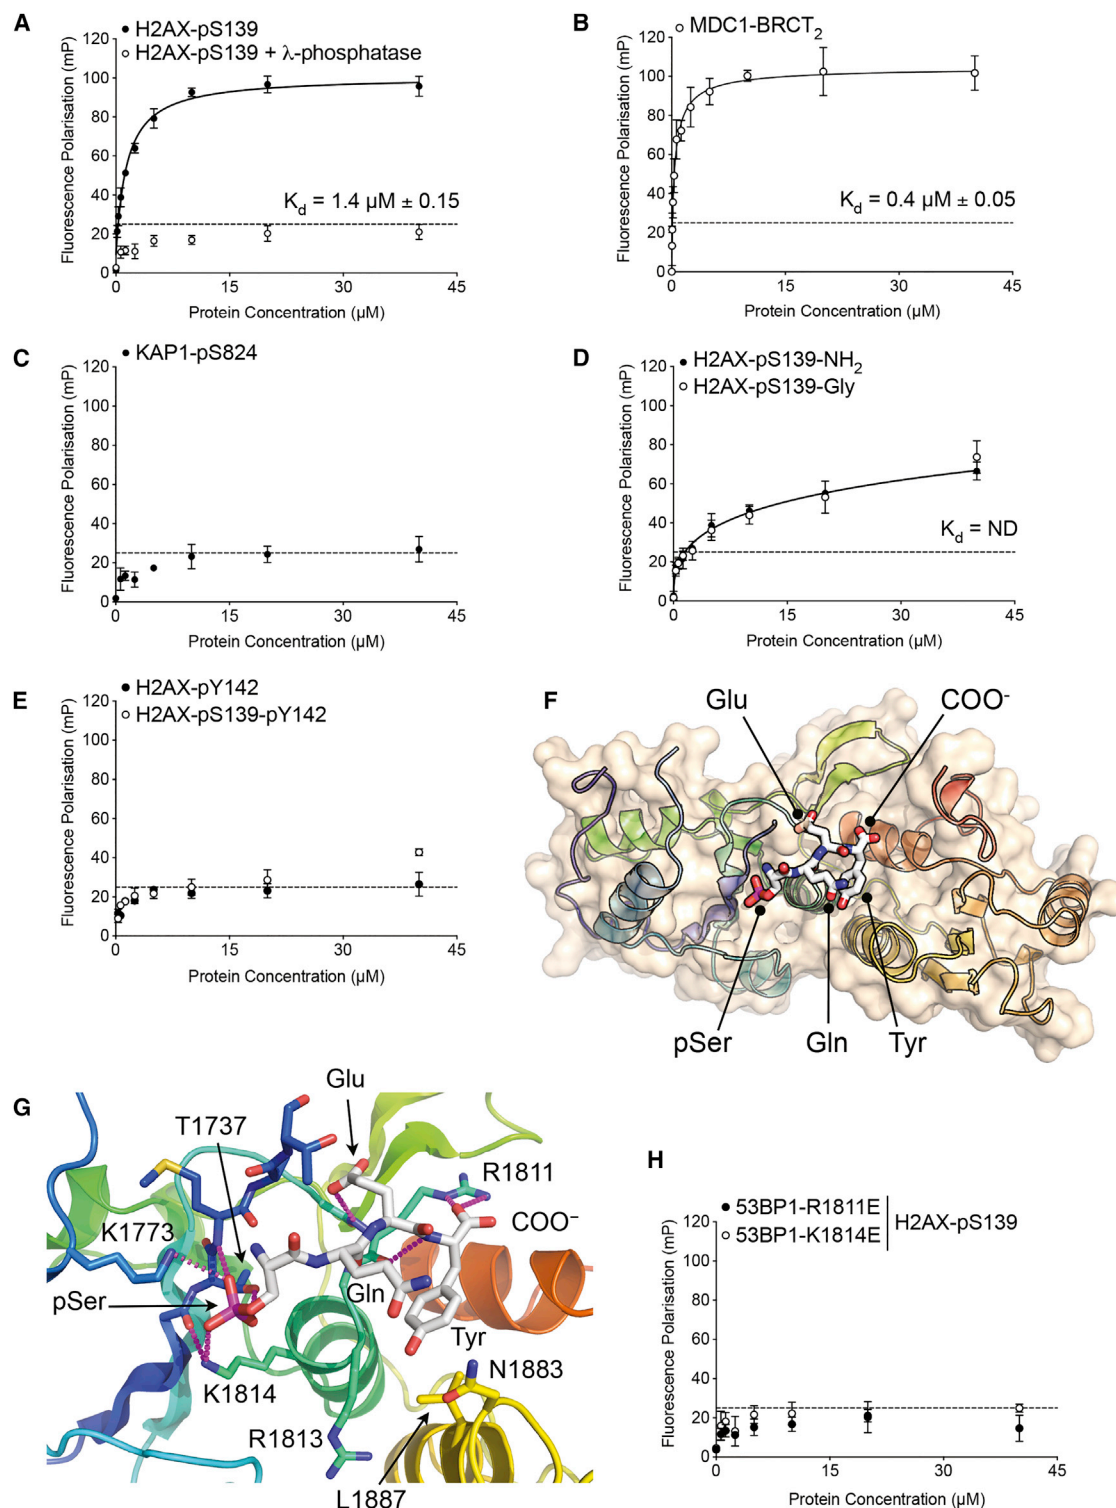 A
H2AX-pS139
H2AX-pS139 + λ-phosphatase
Fluorescence Polarisation (mP)
120
100
80
60
40
20
0
K_d = 1.4 µM ± 0.15
0
15
30
45
Protein Concentration (µM)
B
MDC1-BRCT₂
Fluorescence Polarisation (mP)
120
100
80
60
40
20
0
K_d = 0.4 µM ± 0.05
0
15
30
45
Protein Concentration (µM)
C
KAP1-pS824
Fluorescence Polarisation (mP)
120
100
80
60
40
20
0
0
15
30
45
Protein Concentration (µM)
D
H2AX-pS139-NH₂
H2AX-pS139-Gly
Fluorescence Polarisation (mP)
120
100
80
60
40
20
0
K_d = ND
0
15
30
45
Protein Concentration (µM)
E
H2AX-pY142
H2AX-pS139-pY142
Fluorescence Polarisation (mP)
120
100
80
60
40
20
0
0
15
30
45
Protein Concentration (µM)
F
Glu
COO⁻
pSer
Gln
Tyr
G
Glu
T1737
R1811
K1773
COO⁻
pSer
Gln
Tyr
K1814
N1883
R1813
L1887
H
53BP1-R1811E
53BP1-K1814E
H2AX-pS139
Fluorescence Polarisation (mP)
120
100
80
60
40
20
0
0
15
30
45
Protein Concentration (µM)